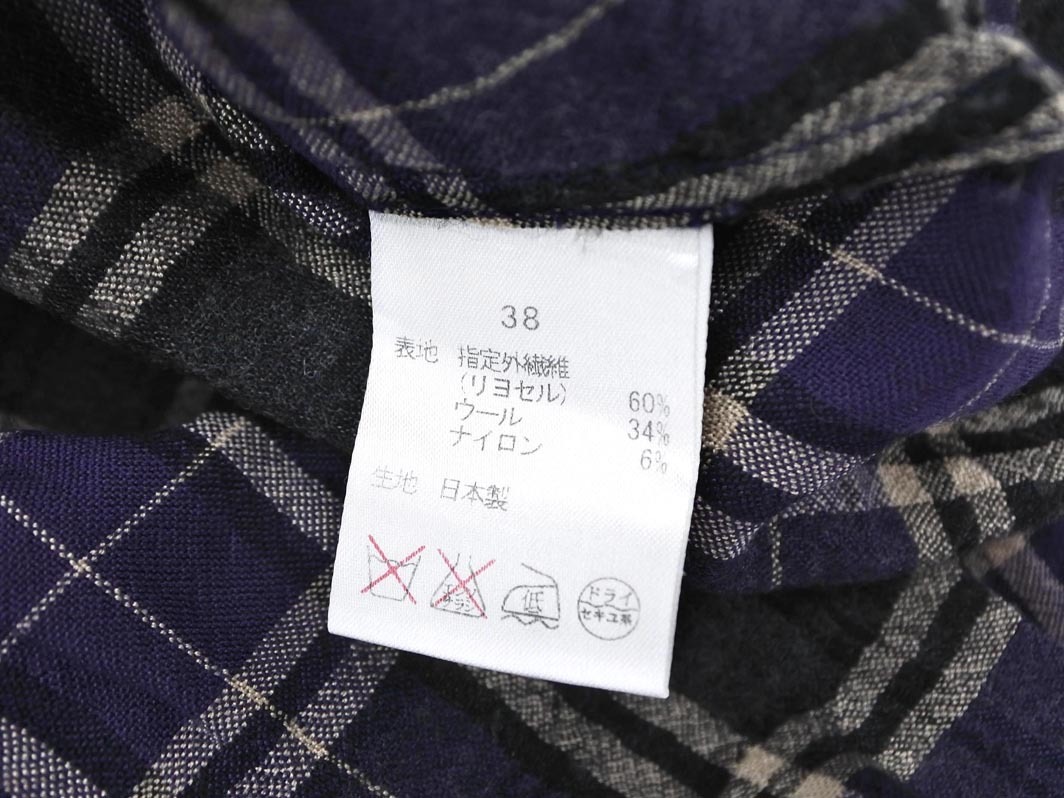 38
表地 指定外繊維
(リヨセル) 60%
ウール 34%
ナイロン 6%
生地 日本製
低
ドライ
セキユ系